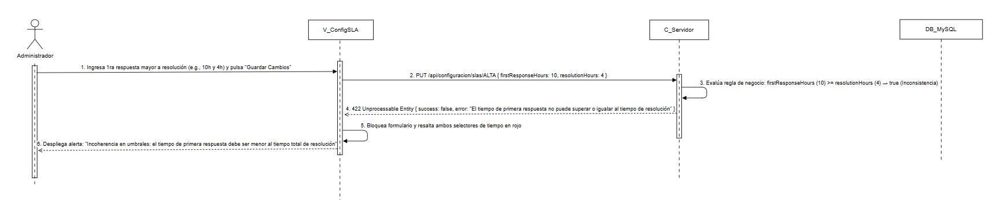 V_ConfigSLA
C_Servidor
DB_MySQL
Administrador
1. Ingresa 1ra respuesta mayor a resolución (e.g., 10h y 4h) y pulsa "Guardar Cambios"
2. PUT /api/configuracion/slas/ALTA { firstResponseHours: 10, resolutionHours: 4 }
3. Evalúa regla de negocio: firstResponseHours (10) >= resolutionHours (4) → true (Inconsistencia)
4. 422 Unprocessable Entity { success: false, error: "El tiempo de primera respuesta no puede superar o igualar al tiempo de resolución" }
5. Bloquea formulario y resalta ambos selectores de tiempo en rojo
6. Despliega alerta: "Incoherencia en umbrales: el tiempo de primera respuesta debe ser menor al tiempo total de resolución"